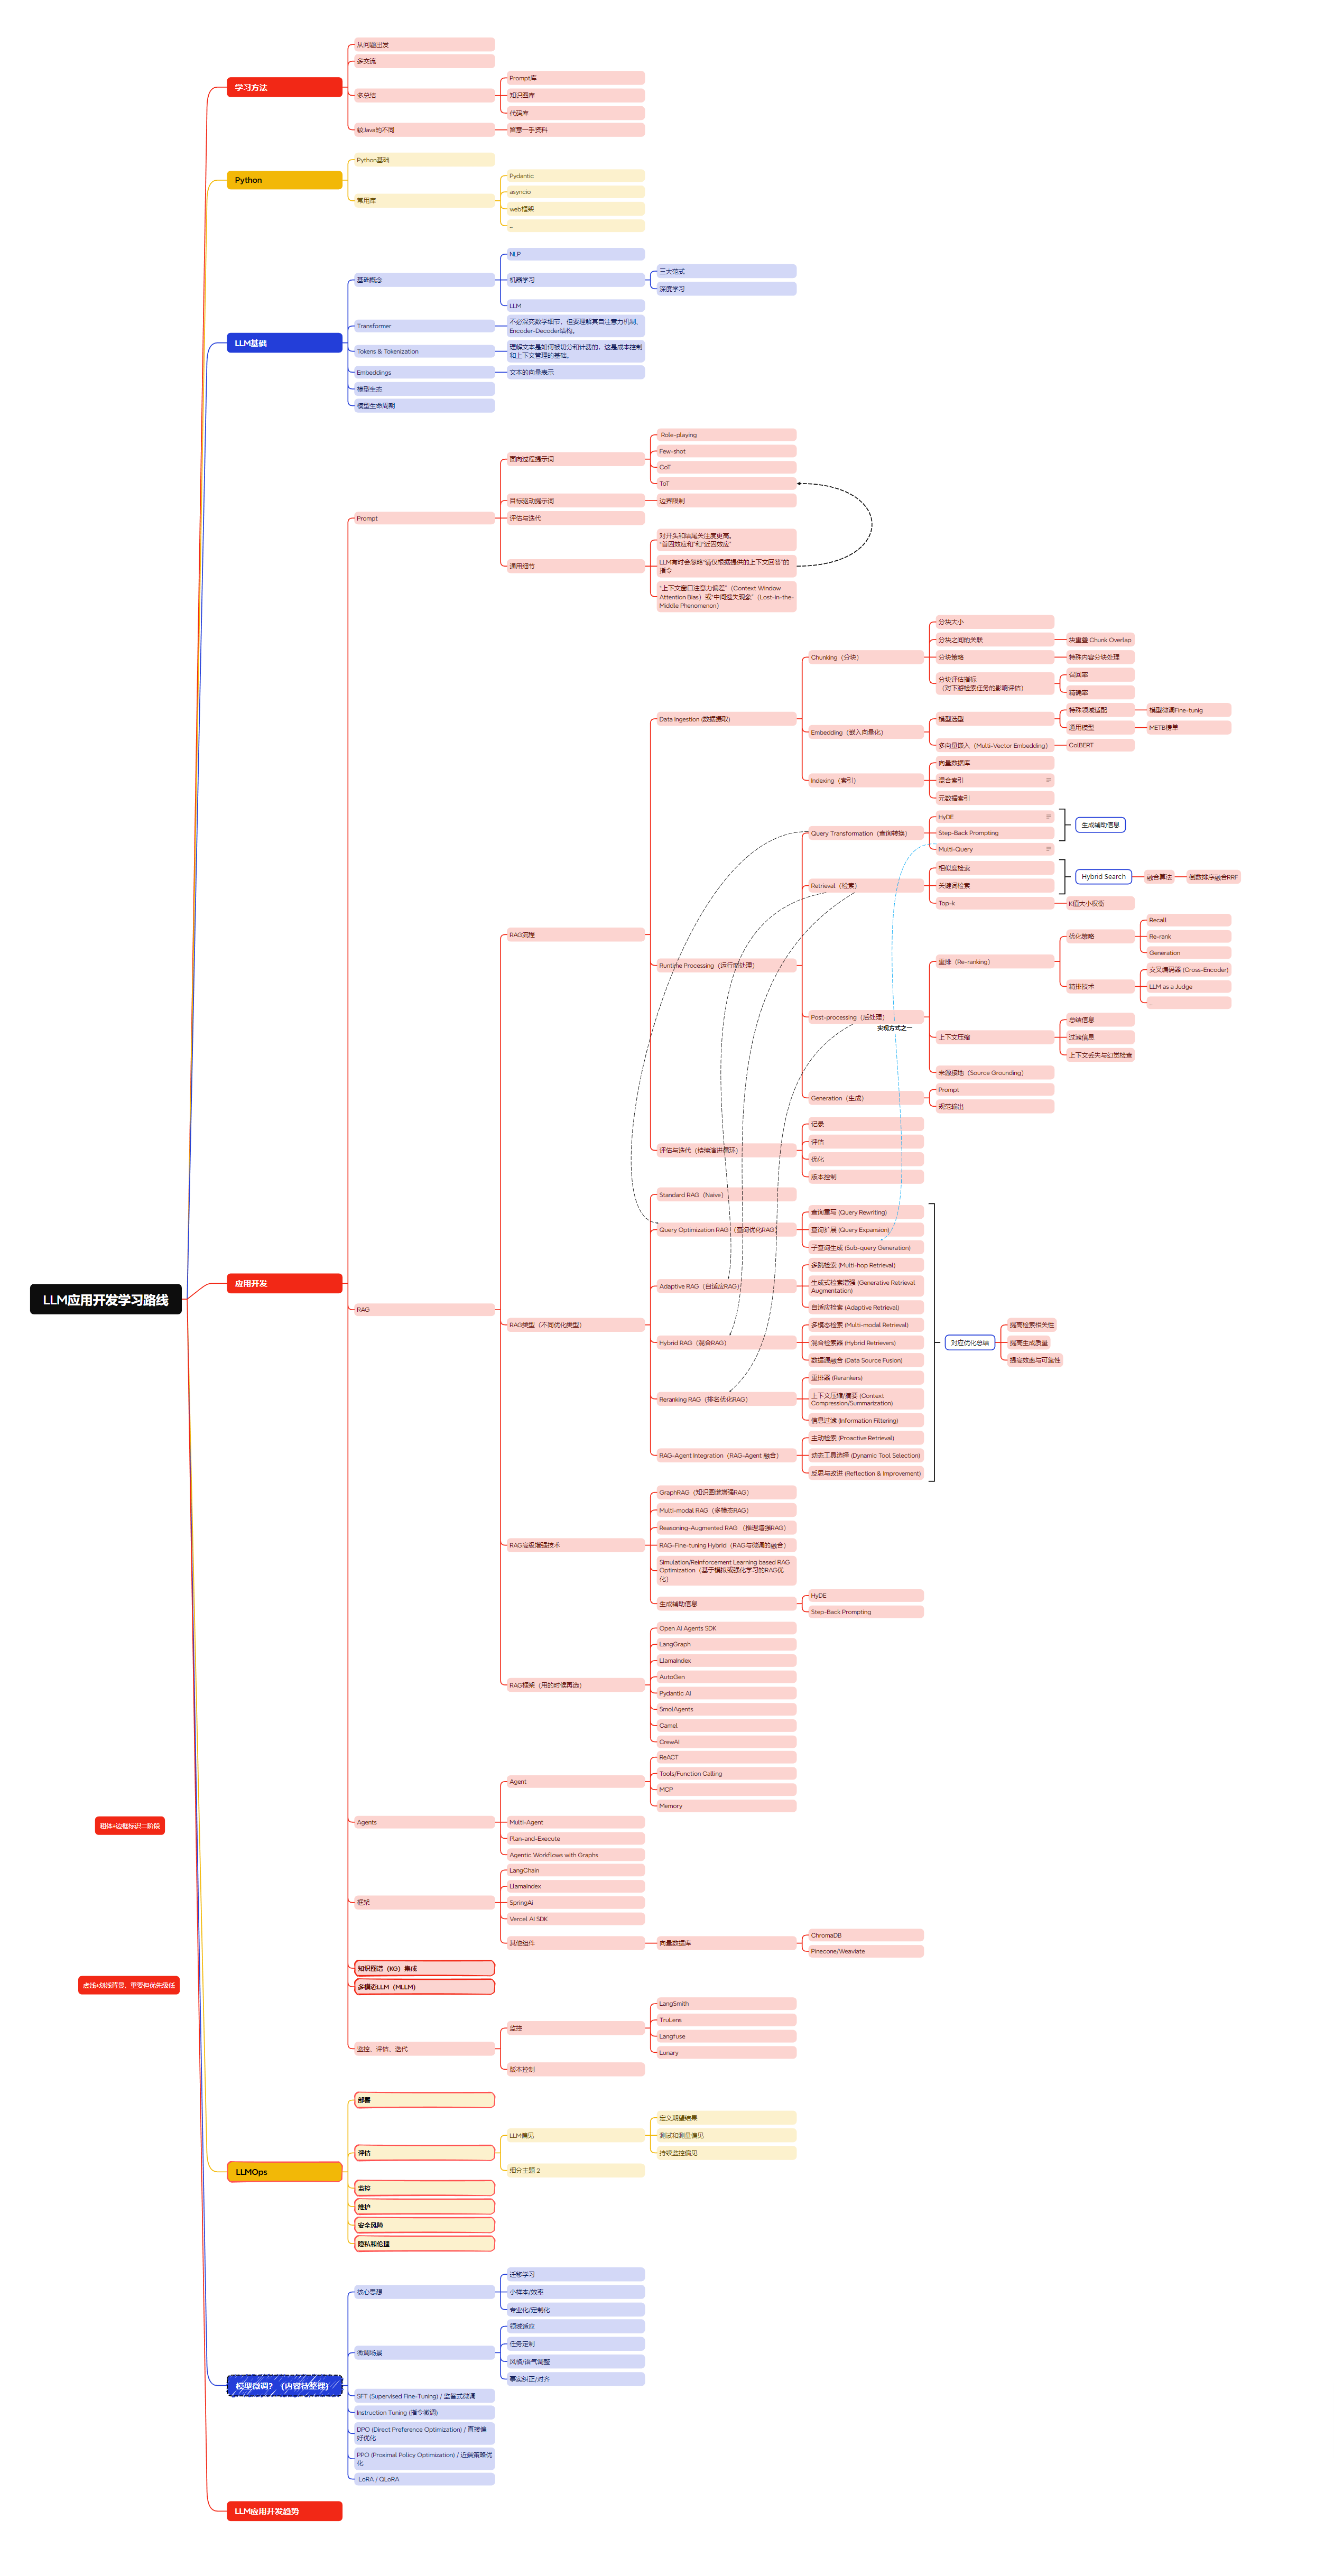 LLM应用开发学习路线
学习方法
从问题出发
多交流
多总结
Prompt库
知识图库
代码库
较Java的不同
留意一手资料
Python
Python基础
常用库
Pydantic
asyncio
web框架
...
LLM基础
基础概念
NLP
机器学习
三大范式
深度学习
LLM
Transformer
不必深究数学细节，但要理解其自注意力机制、
Encoder-Decoder结构。
Tokens & Tokenization
理解文本是如何被切分和计费的，这是成本控制
和上下文管理的基础。
Embeddings
文本的向量表示
模型生态
模型生命周期
应用开发
Prompt
面向过程提示词
Role-playing
Few-shot
CoT
ToT
目标驱动提示词
边界限制
评估与迭代
通用细节
对开头和结尾关注度更高。
“首因效应和”和“近因效应”
LLM有时会忽略“请仅根据提供的上下文回答”的
指令
“上下文窗口注意力偏差”（Context Window
Attention Bias）或“中间遗失现象”（Lost-in-the-
Middle Phenomenon)
RAG
RAG流程
Data Ingestion (数据摄取)
Chunking（分块）
分块大小
分块之间的关联
块重叠 Chunk Overlap
分块策略
特殊内容分块处理
分块评估指标
（对下游检索任务的影响评估）
召回率
精确率
Embedding（嵌入向量化）
模型选型
特殊领域适配
模型微调Fine-tunig
通用模型
METB榜单
多向量嵌入（Multi-Vector Embedding）
ColBERT
Indexing（索引）
向量数据库
混合索引
元数据索引
Runtime Processing（运行时处理）
Query Transformation（查询转换）
HyDE
Step-Back Prompting
Multi-Query
生成辅助信息
Retrieval（检索）
相似度检索
关键词检索
Top-k
K值大小权衡
Hybrid Search
融合算法
倒数排序融合RRF
Post-processing（后处理）
实现方式之一
重排（Re-ranking）
优化策略
Recall
Re-rank
Generation
精排技术
交叉编码器 (Cross-Encoder)
LLM as a Judge
...
上下文压缩
总结信息
过滤信息
上下文丢失与幻觉检查
来源接地（Source Grounding）
Generation（生成）
Prompt
规范输出
评估与迭代（持续演进循环）
记录
评估
优化
版本控制
RAG类型（不同优化类型）
Standard RAG（Naive）
Query Optimization RAG（查询优化RAG）
查询重写 (Query Rewriting)
查询扩展 (Query Expansion)
子查询生成 (Sub-query Generation)
Adaptive RAG（自适应RAG）
多跳检索 (Multi-hop Retrieval)
生成式检索增强 (Generative Retrieval
Augmentation)
自适应检索 (Adaptive Retrieval)
Hybrid RAG（混合RAG）
多模态检索 (Multi-modal Retrieval)
混合检索器 (Hybrid Retrievers)
数据源融合 (Data Source Fusion)
Reranking RAG（排名优化RAG）
重排器 (Rerankers)
上下文压缩/摘要 (Context
Compression/Summarization)
信息过滤 (Information Filtering)
RAG-Agent Integration（RAG-Agent 融合）
主动检索 (Proactive Retrieval)
动态工具选择 (Dynamic Tool Selection)
反思与改进 (Reflection & Improvement)
对应优化总结
提高检索相关性
提高生成质量
提高效率与可靠性
RAG高级增强技术
GraphRAG（知识图谱增强RAG）
Multi-modal RAG（多模态RAG）
Reasoning-Augmented RAG （推理增强RAG）
RAG-Fine-tuning Hybrid（RAG与微调的融合）
Simulation/Reinforcement Learning based RAG
Optimization（基于模拟或强化学习的RAG优
化）
生成辅助信息
HyDE
Step-Back Prompting
RAG框架（用的时候再选）
Open AI Agents SDK
LangGraph
LlamaIndex
AutoGen
Pydantic AI
SmolAgents
Camel
CrewAI
Agents
Agent
ReACT
Tools/Function Calling
MCP
Memory
Multi-Agent
Plan-and-Execute
Agentic Workflows with Graphs
框架
LangChain
LlamaIndex
SpringAi
Vercel AI SDK
其他组件
向量数据库
ChromaDB
Pinecone/Weaviate
知识图谱（KG）集成
多模态LLM（MLLM）
监控、评估、迭代
监控
LangSmith
TruLens
Langfuse
Lunary
版本控制
粗体+边框标识二阶段
虚线+划线背景，重要但优先级低
LLMOps
部署
评估
LLM偏见
定义期望结果
测试和测量偏见
持续监控偏见
细分主题 2
监控
维护
安全风险
隐私和伦理
模型微调？（内容待整理）
核心思想
迁移学习
小样本/效率
专业化/定制化
微调场景
领域适应
任务定制
风格/语气调整
事实纠正/对齐
SFT (Supervised Fine-Tuning) / 监督式微调
Instruction Tuning (指令微调)
DPO (Direct Preference Optimization) / 直接偏
好优化
PPO (Proximal Policy Optimization) / 近端策略优
化
LoRA / QLoRA
LLM应用开发趋势